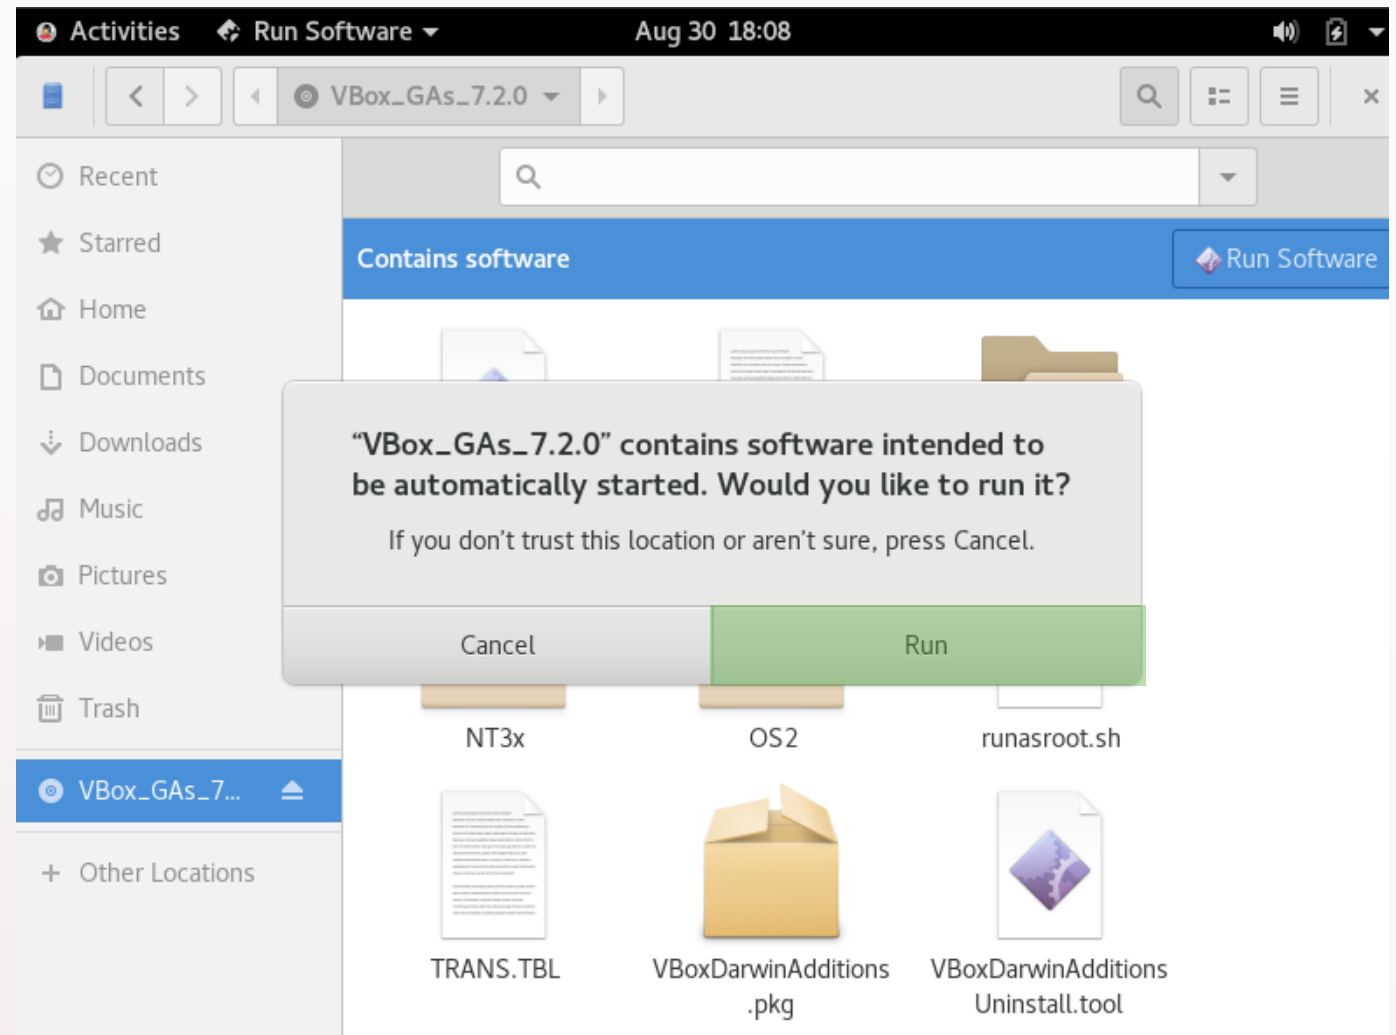 Activities
Run Software
Aug 30 18:08
VBox_GAs_7.2.0
Recent
Starred
Home
Documents
Downloads
Music
Pictures
Videos
Trash
VBox_GAs_7...
Other Locations
Contains software
Run Software
“VBox_GAs_7.2.0” contains software intended to
be automatically started. Would you like to run it?
If you don’t trust this location or aren’t sure, press Cancel.
Cancel
Run
NT3x
OS2
runasroot.sh
TRANS.TBL
VBoxDarwinAdditions
.pkg
VBoxDarwinAdditions
Uninstall.tool